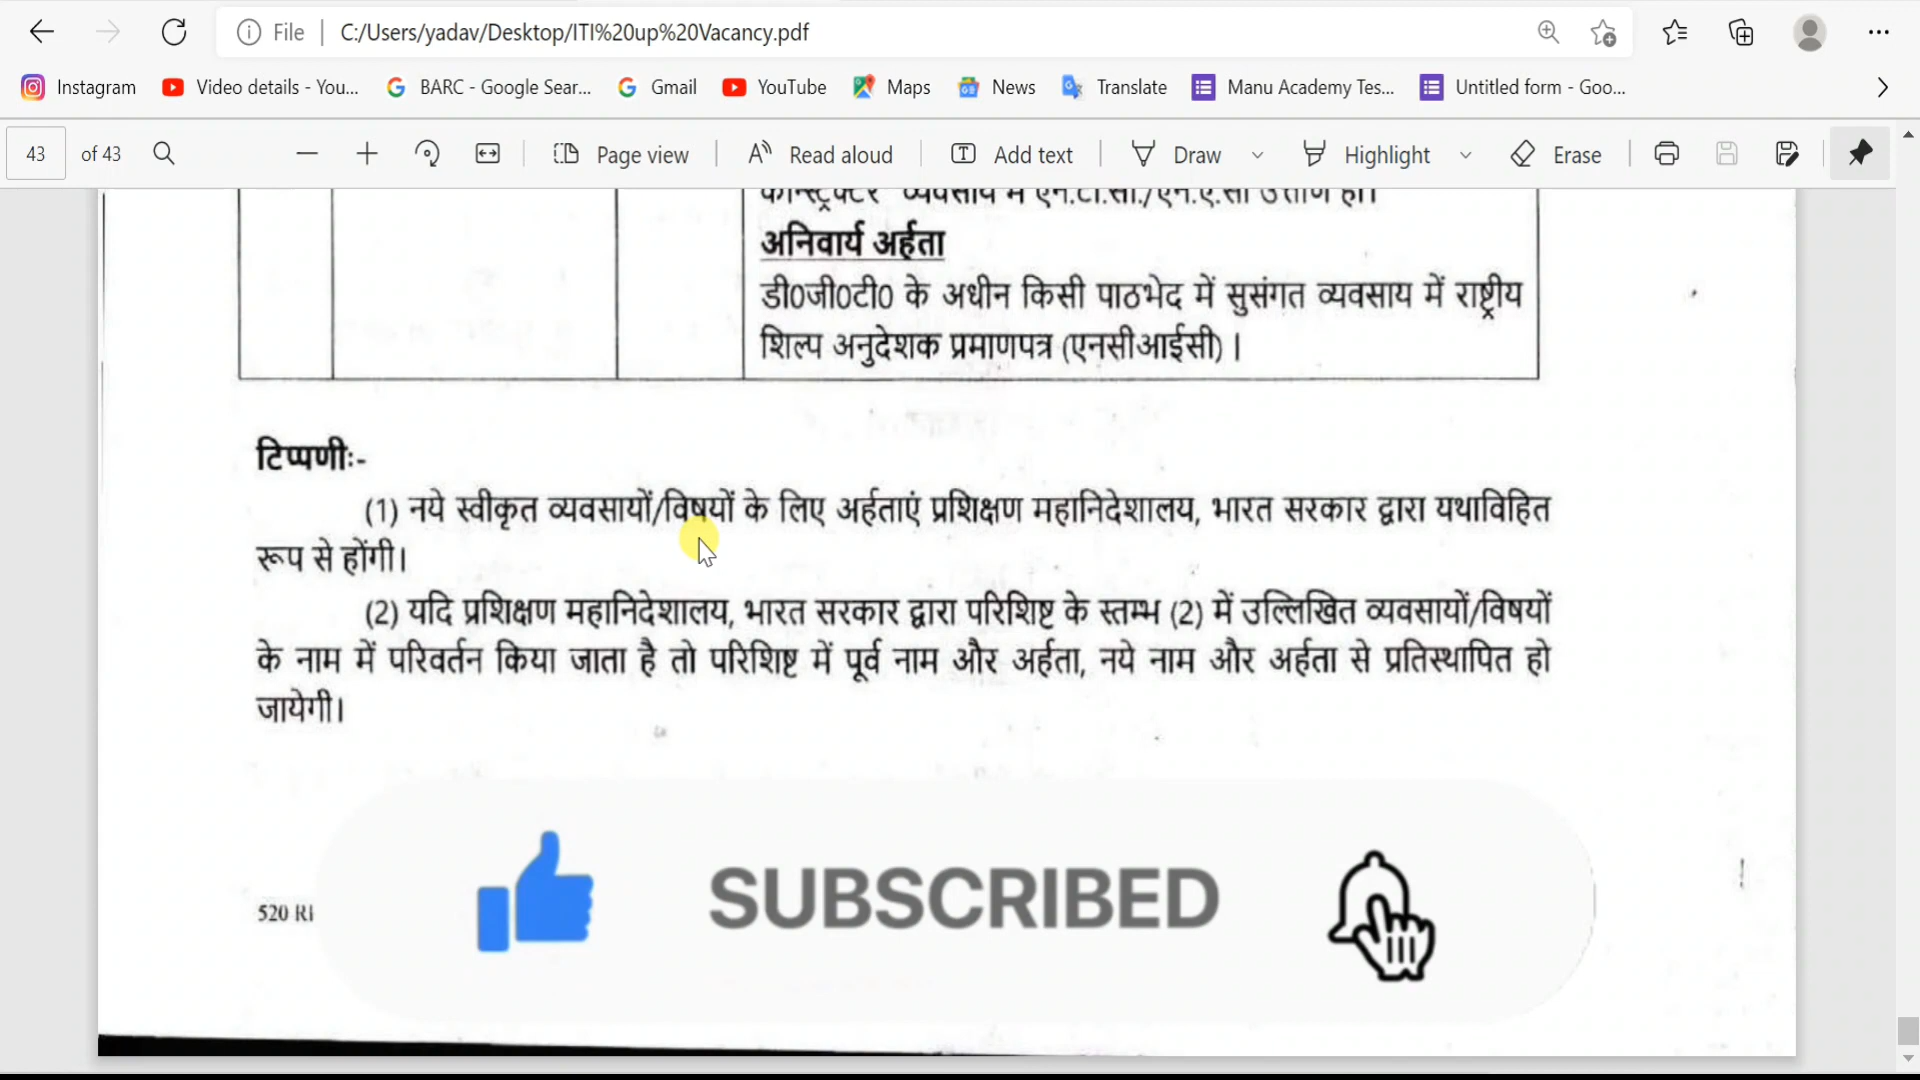 File
C:/Users/yadav/Desktop/ITI%20up%20Vacancy.pdf
Instagram
Video details - You...
BARC - Google Sear...
Gmail
YouTube
Maps
News
Translate
Manu Academy Tes...
Untitled form - Goo...
43 of 43
Page view
Read aloud
Add text
Draw
Highlight
Erase
व्यवसाय में एन.टी.सी./एन.ए.सी उत्तीर्ण हो।
अनिवार्य अर्हता
डी0जी0टी0 के अधीन किसी पाठभेद में सुसंगत व्यवसाय में राष्ट्रीय
शिल्प अनुदेशक प्रमाणपत्र (एनसीआईसी) ।
टिप्पणीः-
(1) नये स्वीकृत व्यवसायों/विषयों के लिए अर्हताएं प्रशिक्षण महानिदेशालय, भारत सरकार द्वारा यथाविहित
रूप से होंगी।
(2) यदि प्रशिक्षण महानिदेशालय, भारत सरकार द्वारा परिशिष्ट के स्तम्भ (2) में उल्लिखित व्यवसायों/विषयों
के नाम में परिवर्तन किया जाता है तो परिशिष्ट में पूर्व नाम और अर्हता, नये नाम और अर्हता से प्रतिस्थापित हो
जायेगी।
520
SUBSCRIBED